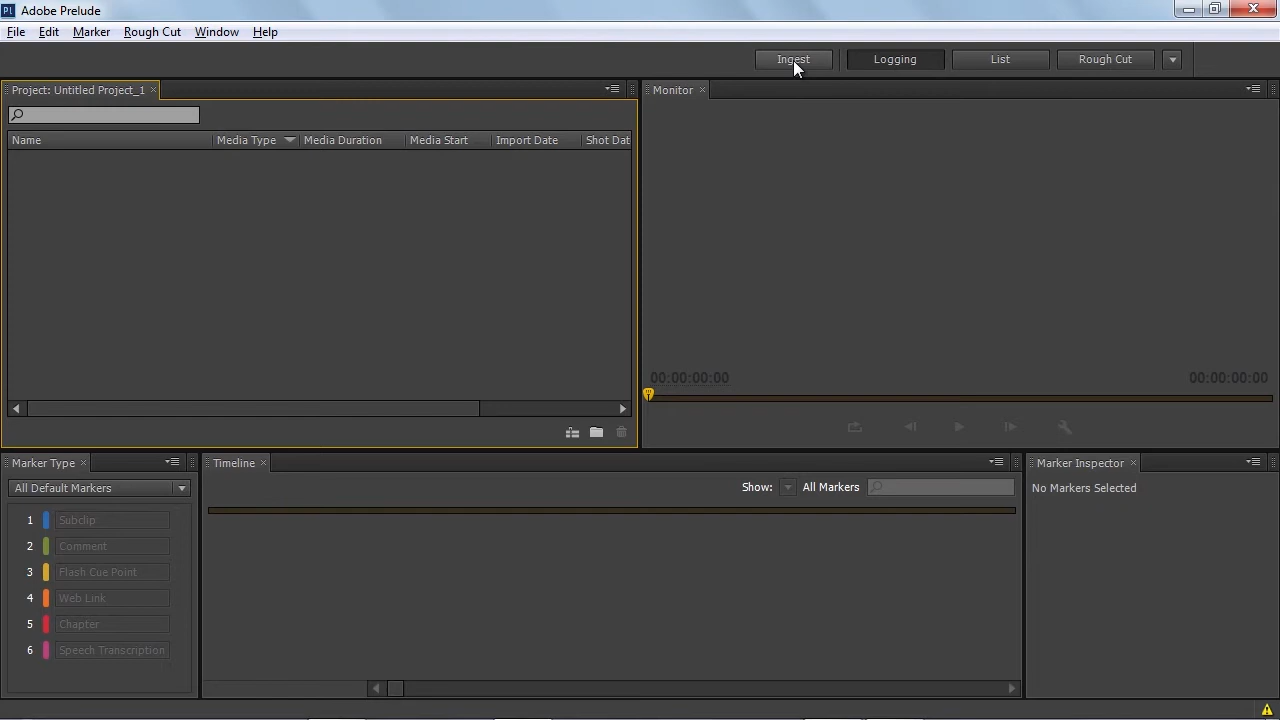 Pl Adobe Prelude
File Edit Marker Rough Cut Window Help
Ingest Logging List Rough Cut
Project: Untitled Project_1
Monitor
Name Media Type Media Duration Media Start Import Date Shot Dat
00:00:00:00 00:00:00:00
Marker Type
All Default Markers
1 Subclip
2 Comment
3 Flash Cue Point
4 Web Link
5 Chapter
6 Speech Transcription
Timeline
Show: All Markers
Marker Inspector
No Markers Selected